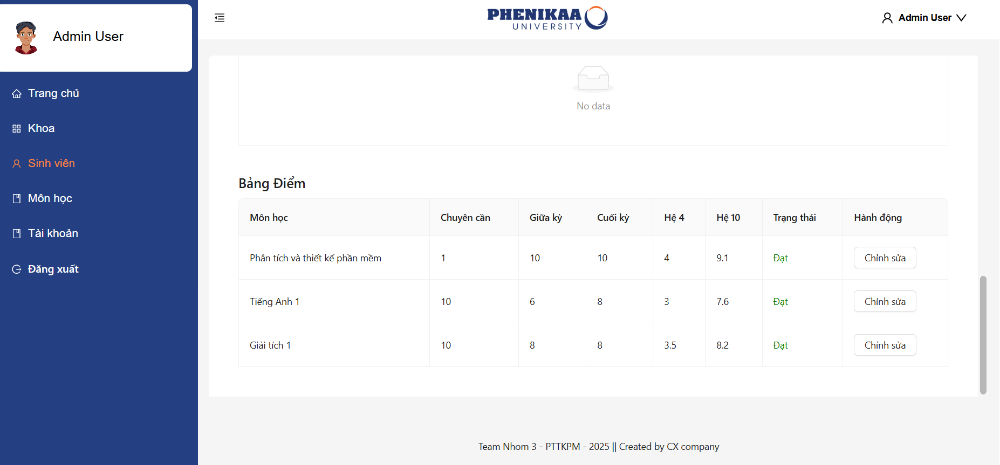 Admin User
Trang chủ
Khoa
Sinh viên
Môn học
Tài khoản
Đăng xuất
PHENIKAA
UNIVERSITY
Admin User
No data
Bảng Điểm
Môn học Chuyên cần Giữa kỳ Cuối kỳ Hệ 4 Hệ 10 Trạng thái Hành động
Phân tích và thiết kế phần mềm 1 10 10 4 9.1 Đạt Chỉnh sửa
Tiếng Anh 1 10 6 8 3 7.6 Đạt Chỉnh sửa
Giải tích 1 10 8 8 3.5 8.2 Đạt Chỉnh sửa
Team Nhom 3 - PTTKPM - 2025 || Created by CX company